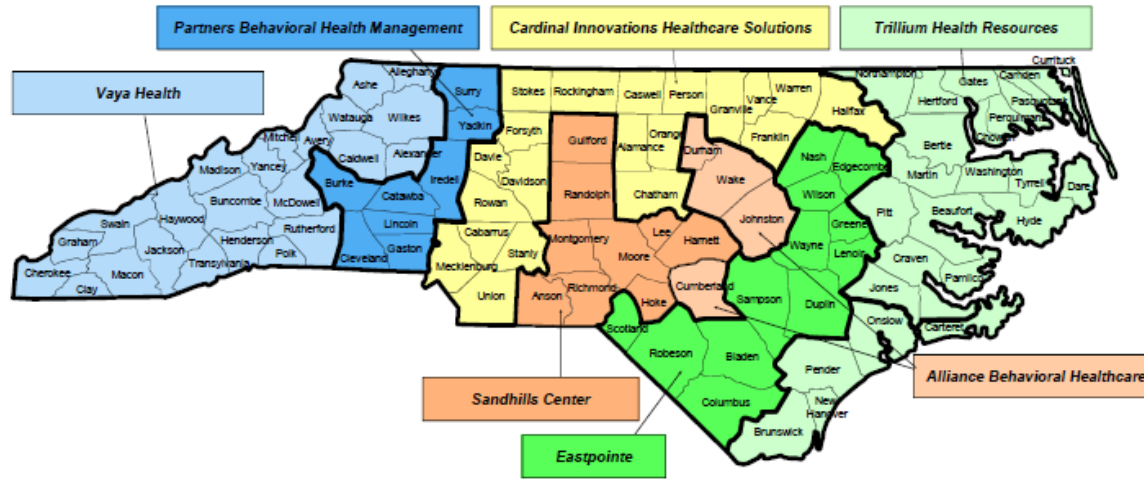 Partners Behavioral Health Management
Cardinal Innovations Healthcare Solutions
Trillium Health Resources
Vaya Health
Currituck
Alleghany
Ashe
Surry
Stokes
Rockingham
Caswell
Person
Granville
Vance
Warren
Northampton
Gates
Camden
Pasquotank
Perquimans
Chowan
Hertford
Halifax
Watauga
Wilkes
Yadkin
Forsyth
Guilford
Orange
Alamance
Durham
Franklin
Bertie
Mitchell
Avery
Caldwell
Alexander
Davie
Iredell
Davidson
Randolph
Chatham
Wake
Nash
Edgecombe
Martin
Washington
Tyrrell
Dare
Madison
Yancey
Burke
Catawba
Rowan
Johnston
Wilson
Pitt
Beaufort
Hyde
Swain
Haywood
Buncombe
McDowell
Rutherford
Lincoln
Cabarrus
Montgomery
Lee
Harnett
Moore
Wayne
Greene
Lenoir
Craven
Pamlico
Graham
Jackson
Henderson
Polk
Transylvania
Cleveland
Gaston
Mecklenburg
Stanly
Cherokee
Macon
Clay
Union
Anson
Richmond
Hoke
Cumberland
Sampson
Duplin
Jones
Onslow
Carteret
Scotland
Robeson
Bladen
Pender
Columbus
New
Hanover
Brunswick
Alliance Behavioral Healthcare
Sandhills Center
Eastpointe